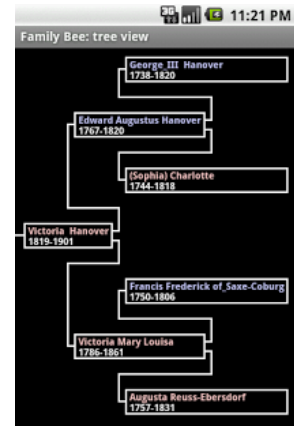 3G 11:21 PM
Family Bee: tree view
George_III Hanover
1738-1820
Edward Augustus Hanover
1767-1820
(Sophia) Charlotte
1744-1818
Victoria Hanover
1819-1901
Francis Frederick of_Saxe-Coburg
1750-1806
Victoria Mary Louisa
1786-1861
Augusta Reuss-Ebersdorf
1757-1831